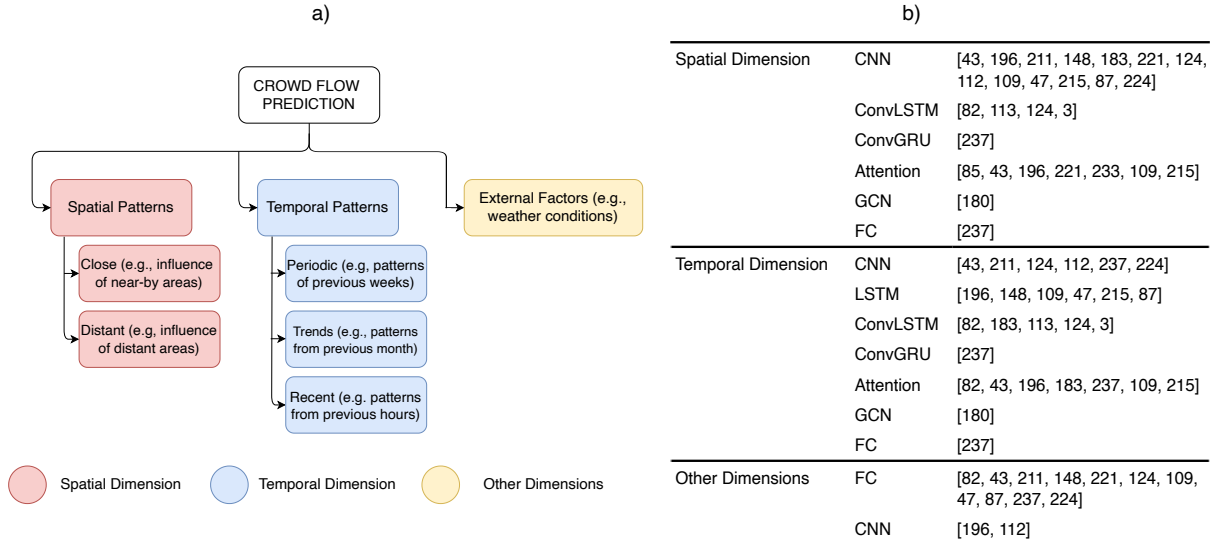 a)
CROWD FLOW
PREDICTION
Spatial Patterns
Temporal Patterns
External Factors (e.g.,
weather conditions)
Close (e.g., influence
of near-by areas)
Periodic (e.g, patterns
of previous weeks)
Distant (e.g, influence
of distant areas)
Trends (e.g., patterns
from previous month)
Recent (e.g. patterns
from previous hours)
Spatial Dimension
Temporal Dimension
Other Dimensions
b)
Spatial Dimension CNN [43, 196, 211, 148, 183, 221, 124,
112, 109, 47, 215, 87, 224]
ConvLSTM [82, 113, 124, 3]
ConvGRU [237]
Attention [85, 43, 196, 221, 233, 109, 215]
GCN [180]
FC [237]
Temporal Dimension CNN [43, 211, 124, 112, 237, 224]
LSTM [196, 148, 109, 47, 215, 87]
ConvLSTM [82, 183, 113, 124, 3]
ConvGRU [237]
Attention [82, 43, 196, 183, 237, 109, 215]
GCN [180]
FC [237]
Other Dimensions FC [82, 43, 211, 148, 221, 124, 109,
47, 87, 237, 224]
CNN [196, 112]